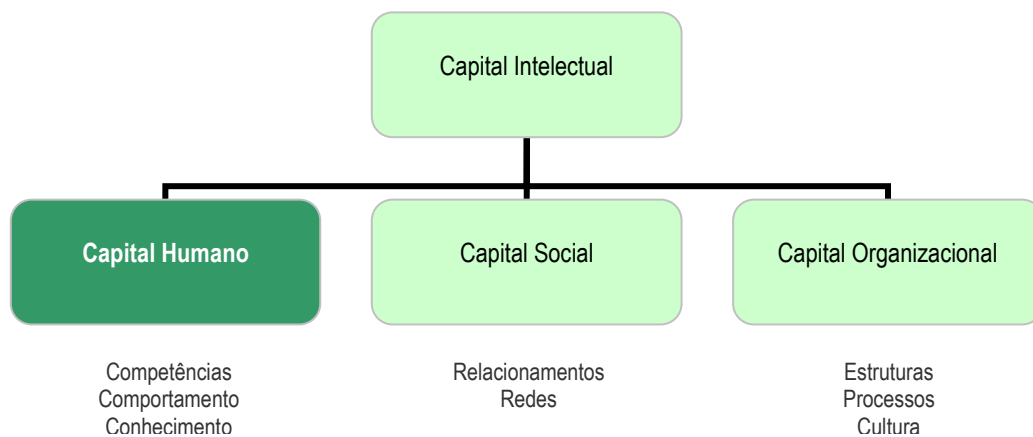 Capital Intelectual
Capital Humano
Capital Social
Capital Organizacional
Competências
Comportamento
Conhecimento
Relacionamentos
Redes
Estruturas
Processos
Cultura